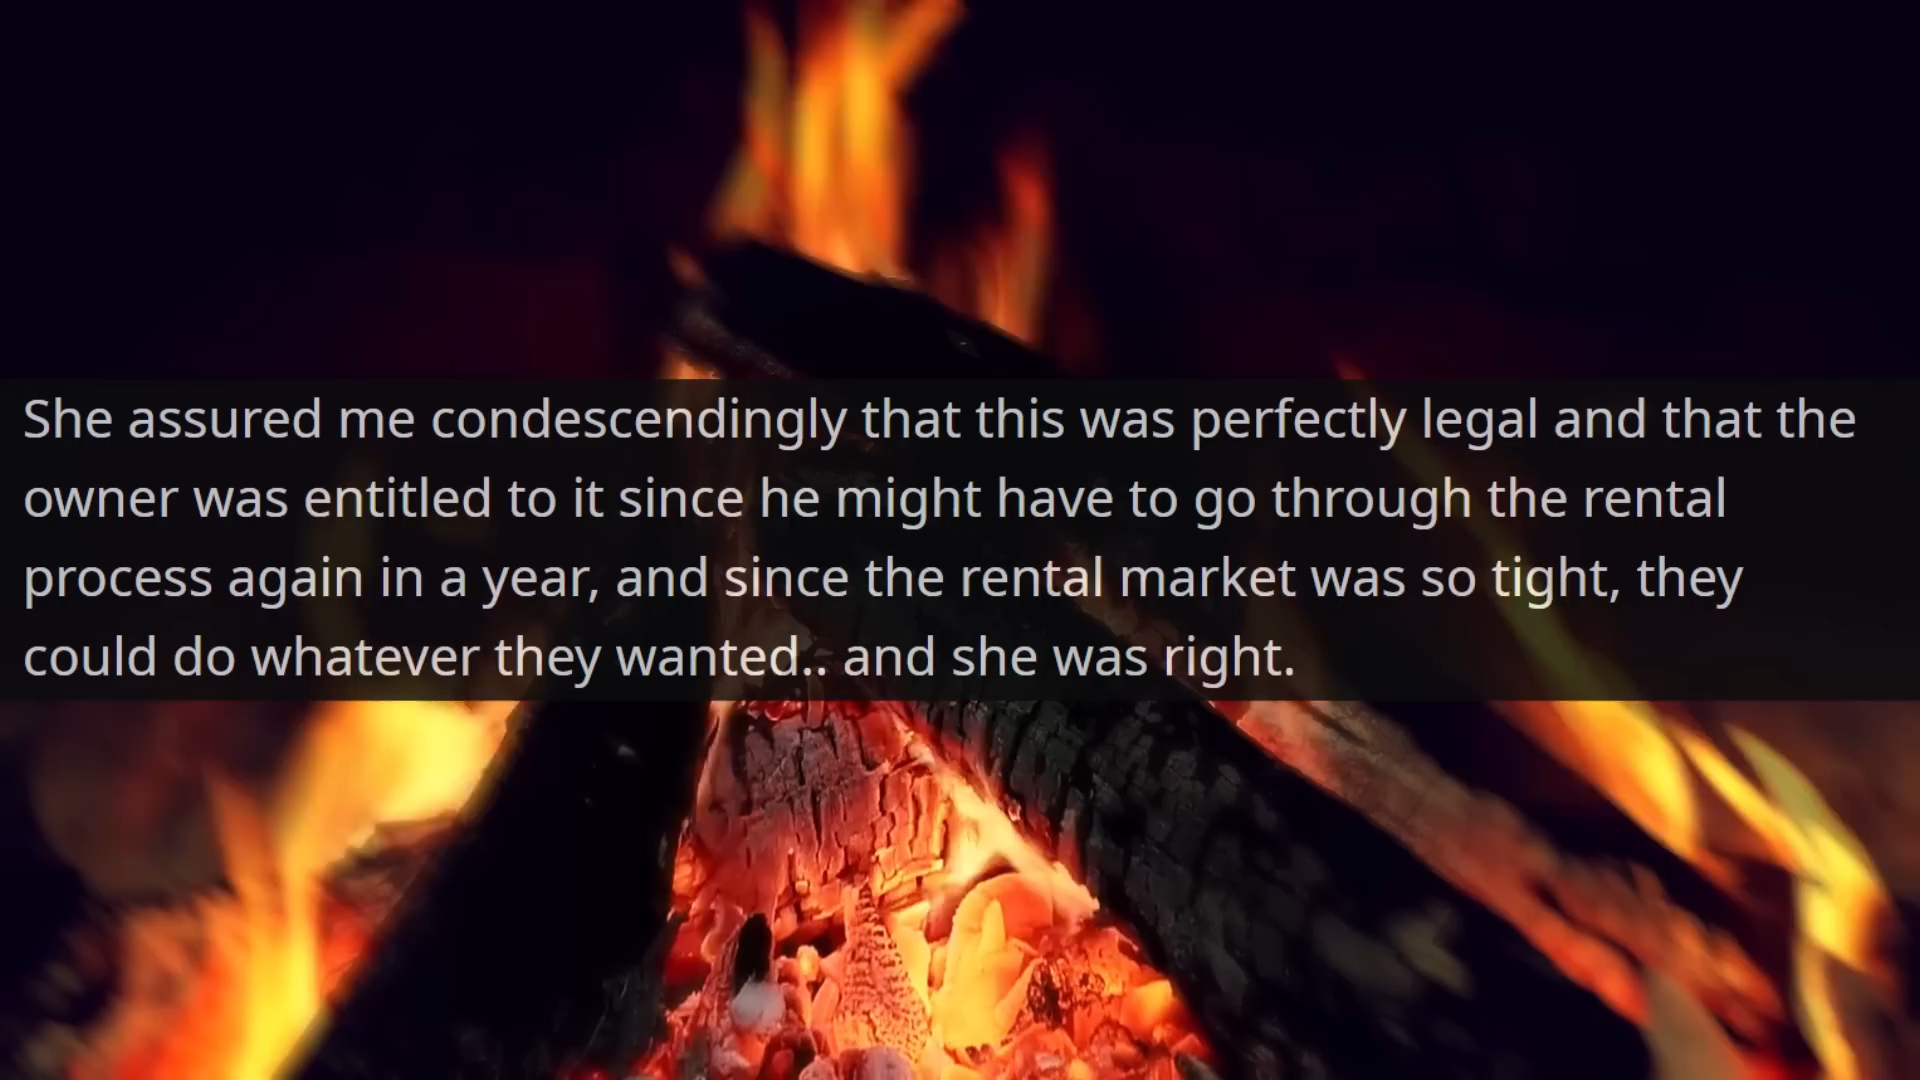 She assured me condescendingly that this was perfectly legal and that the
owner was entitled to it since he might have to go through the rental
process again in a year, and since the rental market was so tight, they
could do whatever they wanted.. and she was right.